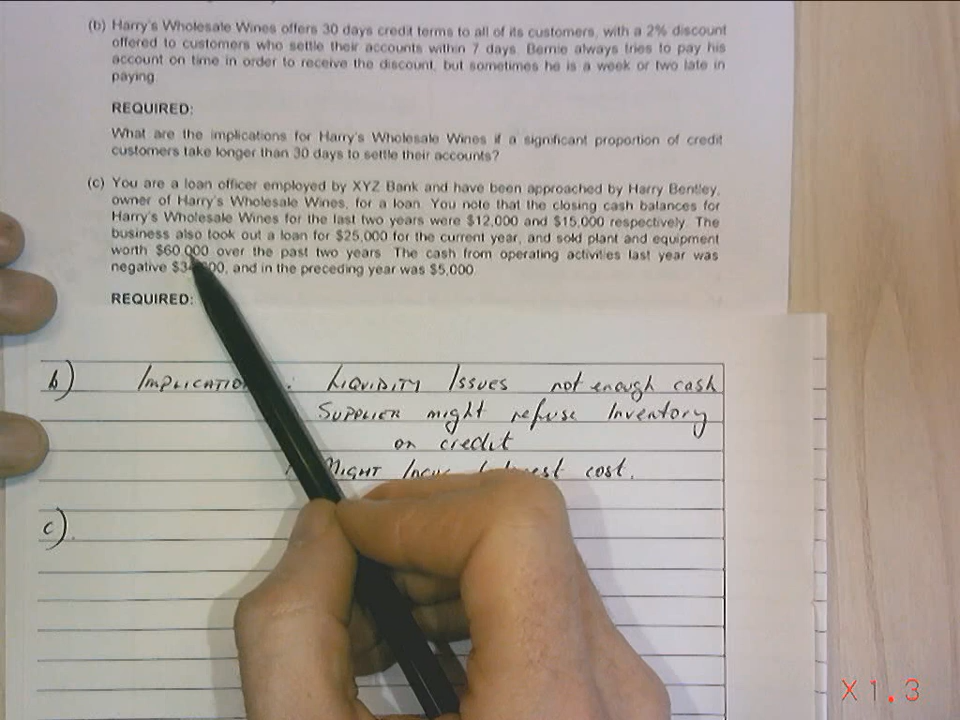 (b) Harry's Wholesale Wines offers 30 days credit terms to all of its customers, with a 2% discount
offered to customers who settle their accounts within 7 days. Bernie always tries to pay his
account on time in order to receive the discount, but sometimes he is a week or two late in
paying.
REQUIRED:
What are the implications for Harry's Wholesale Wines if a significant proportion of credit
customers take longer than 30 days to settle their accounts?
(c) You are a loan officer employed by XYZ Bank and have been approached by Harry Bentley,
owner of Harry's Wholesale Wines, for a loan. You note that the closing cash balances for
Harry's Wholesale Wines for the last two years were $12,000 and $15,000 respectively. The
business also took out a loan for $25,000 for the current year, and sold plant and equipment
worth $60,000 over the past two years. The cash from operating activities last year was
negative and in the preceding year was $5,000.
REQUIRED:
b) : Liquidity Issues not enough cash
Supplier might refuse Inventory
on credit
Might cost.
c).
X1.3